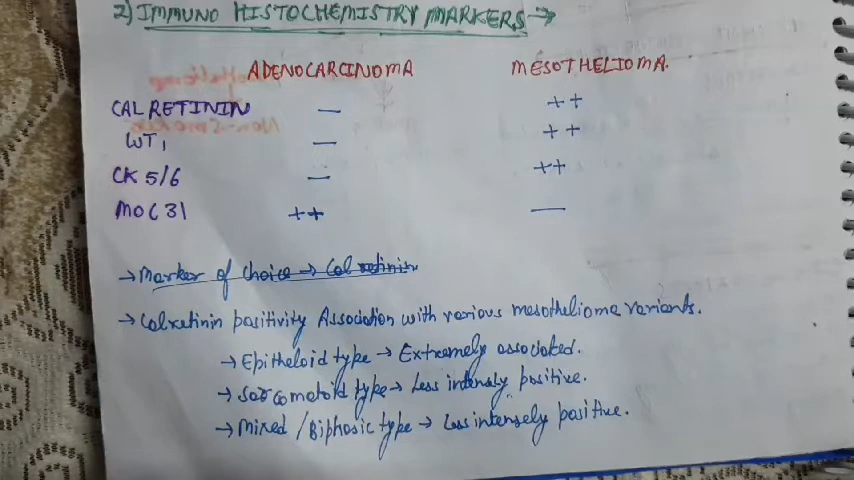 2) IMMUNO HISTOCHEMISTRY MARKERS →
ADENOCARCINOMA MESOTHELIOMA.
CALRETININ — ++
WT1 — ++
CK 5/6 — ++
MOC 31 ++ —
→ Marker of choice → Calretinin
→ Calretinin positivity Association with various mesothelioma variants.
→ Epitheloid type → Extremely associated.
→ Sarcomatoid type → Less intensly positive.
→ Mixed / Biphasic type → Less intensely positive.